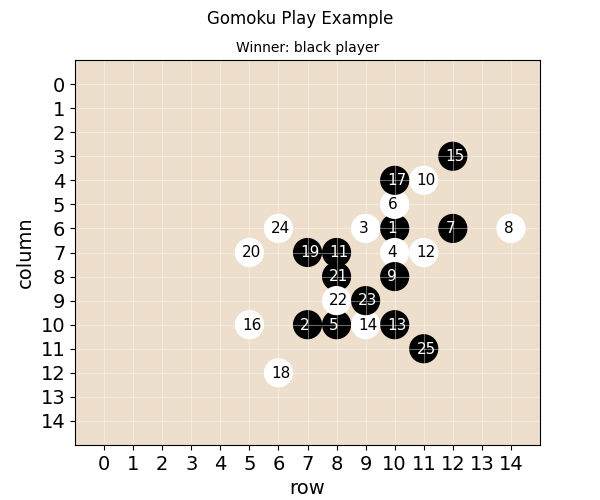 Gomoku Play Example
Winner: black player
column
0
1
2
3 15
4 17 10
5 6
6 24 3 1 7 8
7 20 19 11 4 12
8 21 9
9 22 23
10 16 2 5 14 13
11 25
12 18
13
14
0 1 2 3 4 5 6 7 8 9 10 11 12 13 14
row